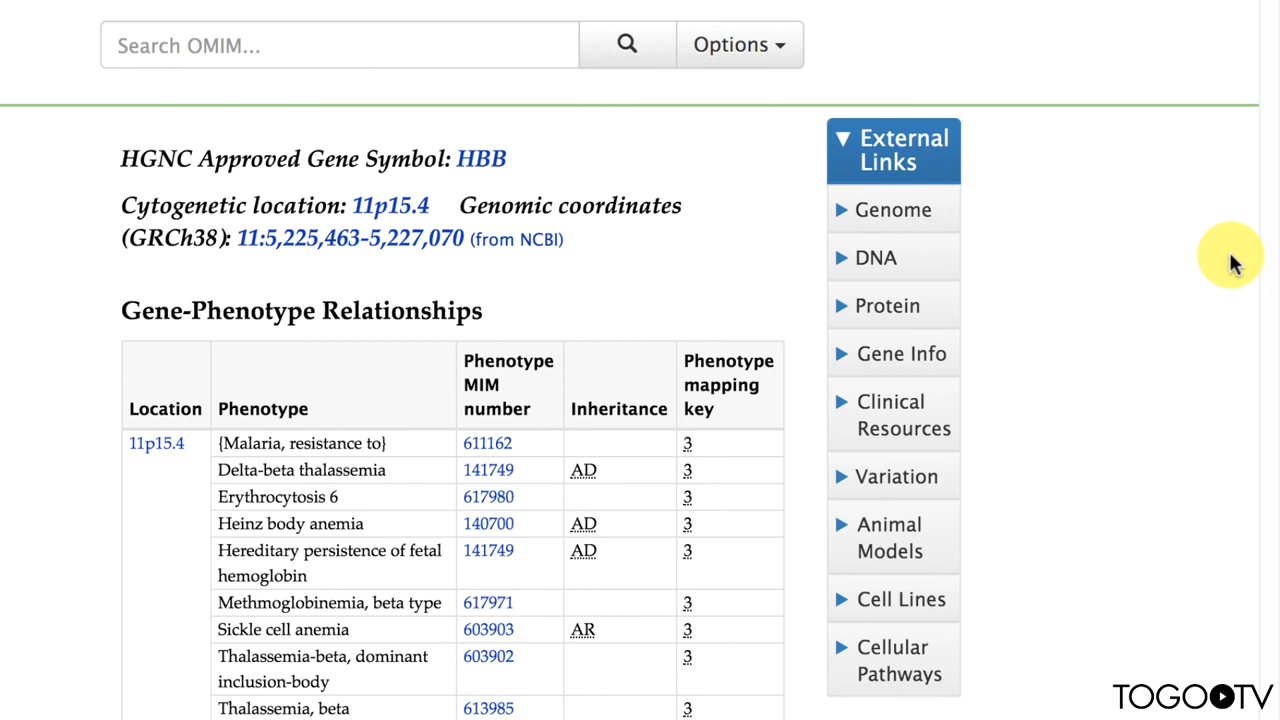 Search OMIM...
Options
HGNC Approved Gene Symbol: HBB
Cytogenetic location: 11p15.4 Genomic coordinates
(GRCh38): 11:5,225,463-5,227,070 (from NCBI)
Gene-Phenotype Relationships
Location Phenotype Phenotype MIM number Inheritance Phenotype mapping key
11p15.4 {Malaria, resistance to} 611162 3
Delta-beta thalassemia 141749 AD 3
Erythrocytosis 6 617980 3
Heinz body anemia 140700 AD 3
Hereditary persistence of fetal 141749 AD 3
hemoglobin
Methmoglobinemia, beta type 617971 3
Sickle cell anemia 603903 AR 3
Thalassemia-beta, dominant 603902 3
inclusion-body
Thalassemia, beta 613985 3
External
Links
Genome
DNA
Protein
Gene Info
Clinical
Resources
Variation
Animal
Models
Cell Lines
Cellular
Pathways
TOGO TV